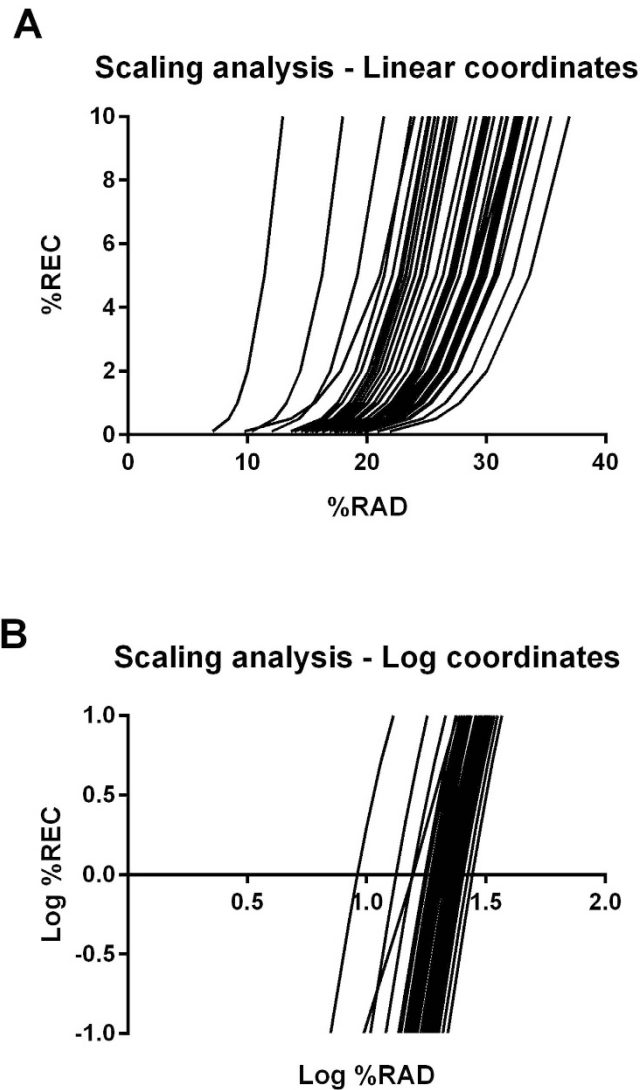 A
Scaling analysis - Linear coordinates
10
8
6
4
2
0
%REC
0 10 20 30 40
%RAD
B
Scaling analysis - Log coordinates
1.0
0.5
0.0
-0.5
-1.0
Log %REC
0.5 1.0 1.5 2.0
Log %RAD